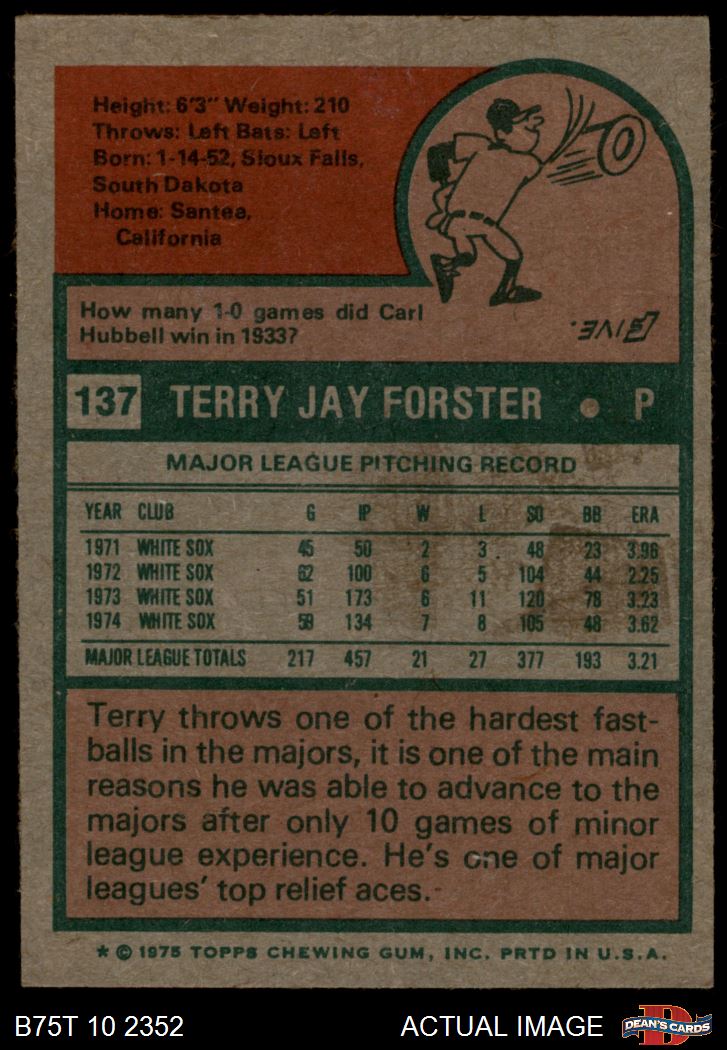 Height: 6'3" Weight: 210
Throws: Left Bats: Left
Born: 1-14-52, Sioux Falls,
South Dakota
Home: Santea,
California
How many 1-0 games did Carl
Hubbell win in 1933?
Five.
137 TERRY JAY FORSTER • P
MAJOR LEAGUE PITCHING RECORD
YEAR CLUB G IP W L SO BB ERA
1971 WHITE SOX 45 50 2 3 48 23 3.96
1972 WHITE SOX 62 100 6 5 104 44 2.25
1973 WHITE SOX 51 173 6 11 120 78 3.23
1974 WHITE SOX 59 134 7 8 105 48 3.62
MAJOR LEAGUE TOTALS 217 457 21 27 377 193 3.21
Terry throws one of the hardest fast-
balls in the majors, it is one of the main
reasons he was able to advance to the
majors after only 10 games of minor
league experience. He's one of major
leagues' top relief aces.
* © 1975 TOPPS CHEWING GUM, INC. PRTD IN U.S.A.
B75T 10 2352 ACTUAL IMAGE D DEAN'S CARDS